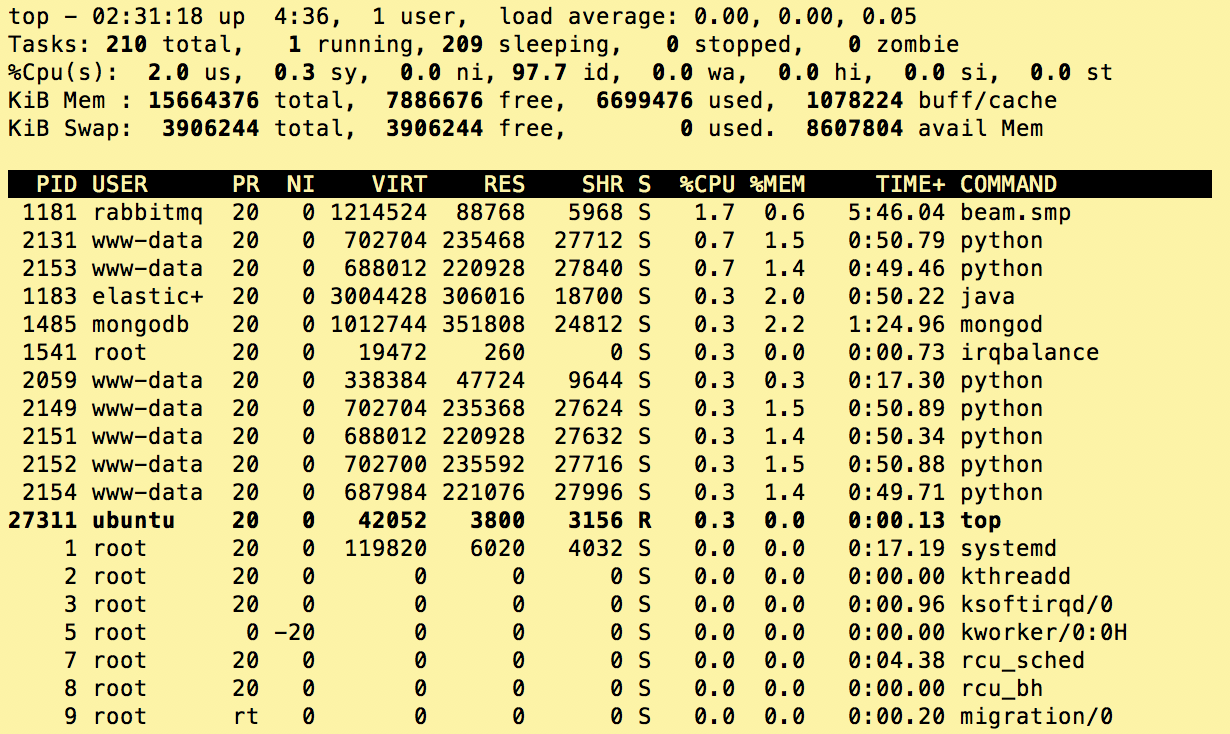 top - 02:31:18 up  4:36,  1 user,  load average: 0.00, 0.00, 0.05
Tasks: 210 total,   1 running, 209 sleeping,   0 stopped,   0 zombie
%Cpu(s):  2.0 us,  0.3 sy,  0.0 ni, 97.7 id,  0.0 wa,  0.0 hi,  0.0 si,  0.0 st
KiB Mem : 15664376 total,  7886676 free,  6699476 used,  1078224 buff/cache
KiB Swap:  3906244 total,  3906244 free,        0 used.  8607804 avail Mem
  PID USER      PR  NI    VIRT    RES    SHR S  %CPU %MEM     TIME+ COMMAND
 1181 rabbitmq  20   0 1214524  88768   5968 S   1.7  0.6   5:46.04 beam.smp
 2131 www-data  20   0  702704 235468  27712 S   0.7  1.5   0:50.79 python
 2153 www-data  20   0  688012 220928  27840 S   0.7  1.4   0:49.46 python
 1183 elastic+  20   0 3004428 306016  18700 S   0.3  2.0   0:50.22 java
 1485 mongodb   20   0 1012744 351808  24812 S   0.3  2.2   1:24.96 mongod
 1541 root      20   0   19472    260      0 S   0.3  0.0   0:00.73 irqbalance
 2059 www-data  20   0  338384  47724   9644 S   0.3  0.3   0:17.30 python
 2149 www-data  20   0  702704 235368  27624 S   0.3  1.5   0:50.89 python
 2151 www-data  20   0  688012 220928  27632 S   0.3  1.4   0:50.34 python
 2152 www-data  20   0  702700 235592  27716 S   0.3  1.5   0:50.88 python
 2154 www-data  20   0  687984 221076  27996 S   0.3  1.4   0:49.71 python
27311 ubuntu    20   0   42052   3800   3156 R   0.3  0.0   0:00.13 top
    1 root      20   0  119820   6020   4032 S   0.0  0.0   0:17.19 systemd
    2 root      20   0       0      0      0 S   0.0  0.0   0:00.00 kthreadd
    3 root      20   0       0      0      0 S   0.0  0.0   0:00.96 ksoftirqd/0
    5 root       0 -20       0      0      0 S   0.0  0.0   0:00.00 kworker/0:0H
    7 root      20   0       0      0      0 S   0.0  0.0   0:04.38 rcu_sched
    8 root      20   0       0      0      0 S   0.0  0.0   0:00.00 rcu_bh
    9 root      rt   0       0      0      0 S   0.0  0.0   0:00.20 migration/0